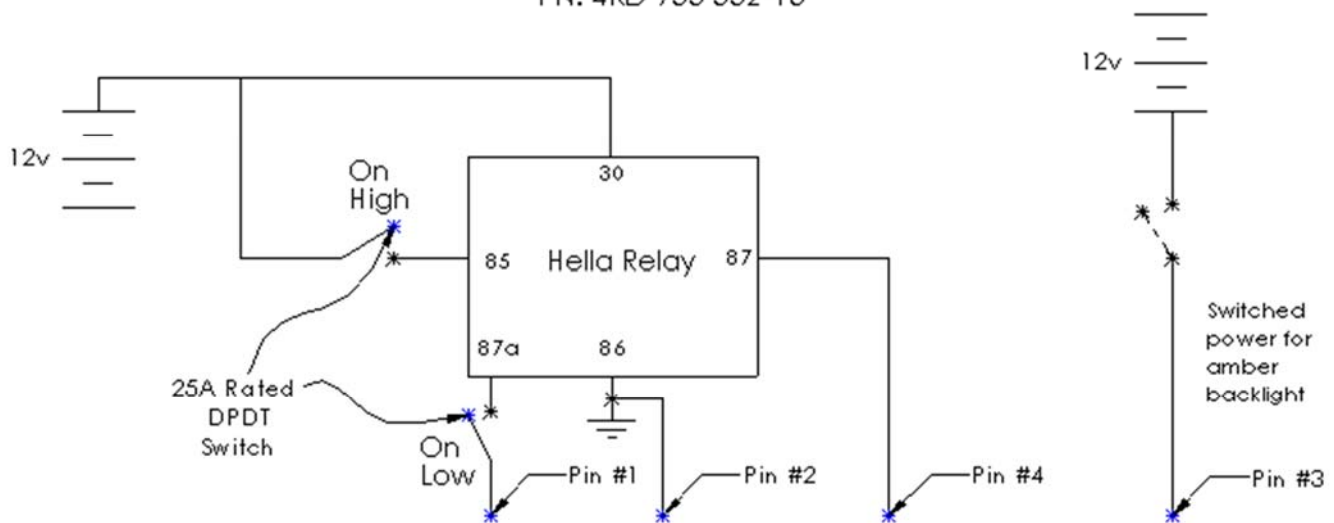 12v
12v
On
High
30
85
Hella Relay
87
87a
86
25A Rated
DPDT
Switch
On
Low
Switched
power for
amber
backlight
Pin #1
Pin #2
Pin #4
Pin #3